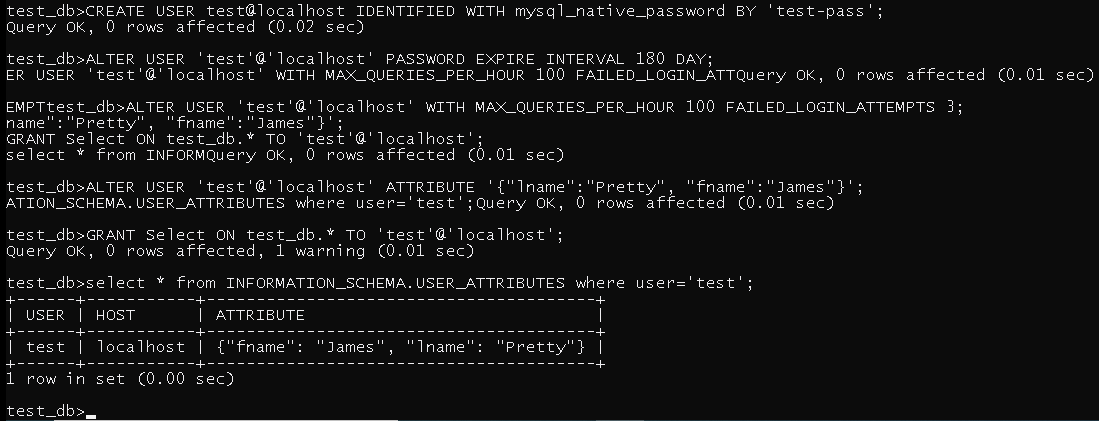 test_db>CREATE USER test@localhost IDENTIFIED WITH mysql_native_password BY 'test-pass';
Query OK, 0 rows affected (0.02 sec)
test_db>ALTER USER 'test'@'localhost' PASSWORD EXPIRE INTERVAL 180 DAY;
ER USER 'test'@'localhost' WITH MAX_QUERIES_PER_HOUR 100 FAILED_LOGIN_ATTQuery OK, 0 rows affected (0.01 sec)
EMPTtest_db>ALTER USER 'test'@'localhost' WITH MAX_QUERIES_PER_HOUR 100 FAILED_LOGIN_ATTEMPTS 3;
name":"Pretty", "fname":"James"}';
GRANT Select ON test_db.* TO 'test'@'localhost';
select * from INFORMQuery OK, 0 rows affected (0.01 sec)
test_db>ALTER USER 'test'@'localhost' ATTRIBUTE '{"lname":"Pretty", "fname":"James"}';
ATION_SCHEMA.USER_ATTRIBUTES where user='test';Query OK, 0 rows affected (0.01 sec)
test_db>GRANT Select ON test_db.* TO 'test'@'localhost';
Query OK, 0 rows affected, 1 warning (0.01 sec)
test_db>select * from INFORMATION_SCHEMA.USER_ATTRIBUTES where user='test';
+------+-----------+---------------------------------------+
| USER | HOST      | ATTRIBUTE                             |
+------+-----------+---------------------------------------+
| test | localhost | {"fname": "James", "lname": "Pretty"} |
+------+-----------+---------------------------------------+
1 row in set (0.00 sec)
test_db>